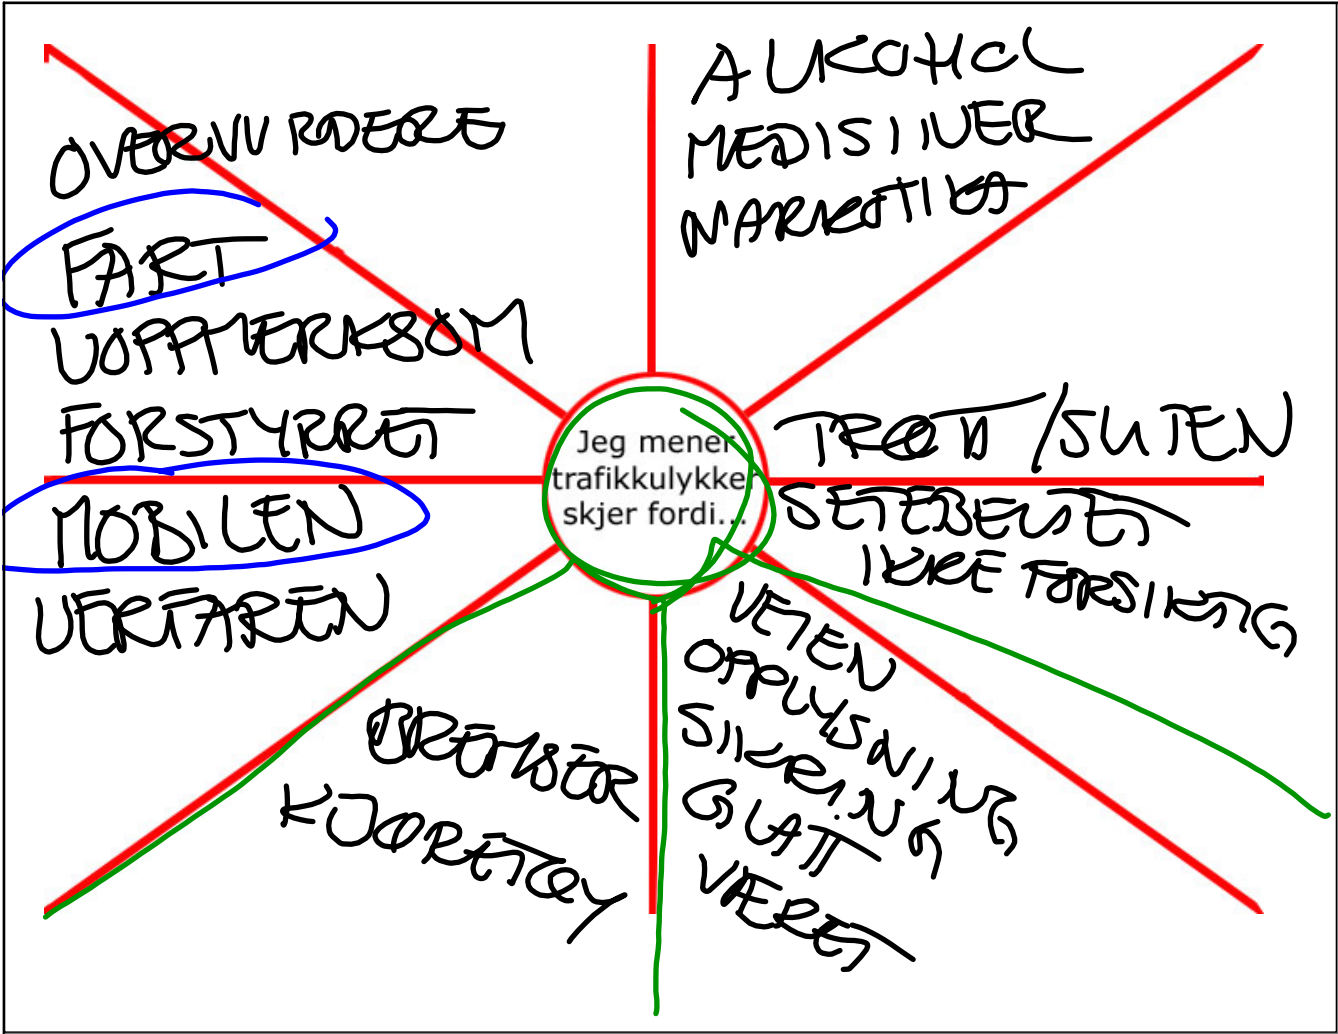 OVERVURDERE
FART
UOPPMERKSOM
FORSTYRRET
MOBILEN
UERFAREN
ALKOHOL
MEDISINER
NARKOTIKA
Jeg mener
trafikkulykker
skjer fordi...
TRØTT/SLITEN
SETEBELTET
IKKE FORSIKTIG
VEIEN
OPPLYSNING
SIKRING
GLATT
VÆRET
BREMSER
KJØRETØY